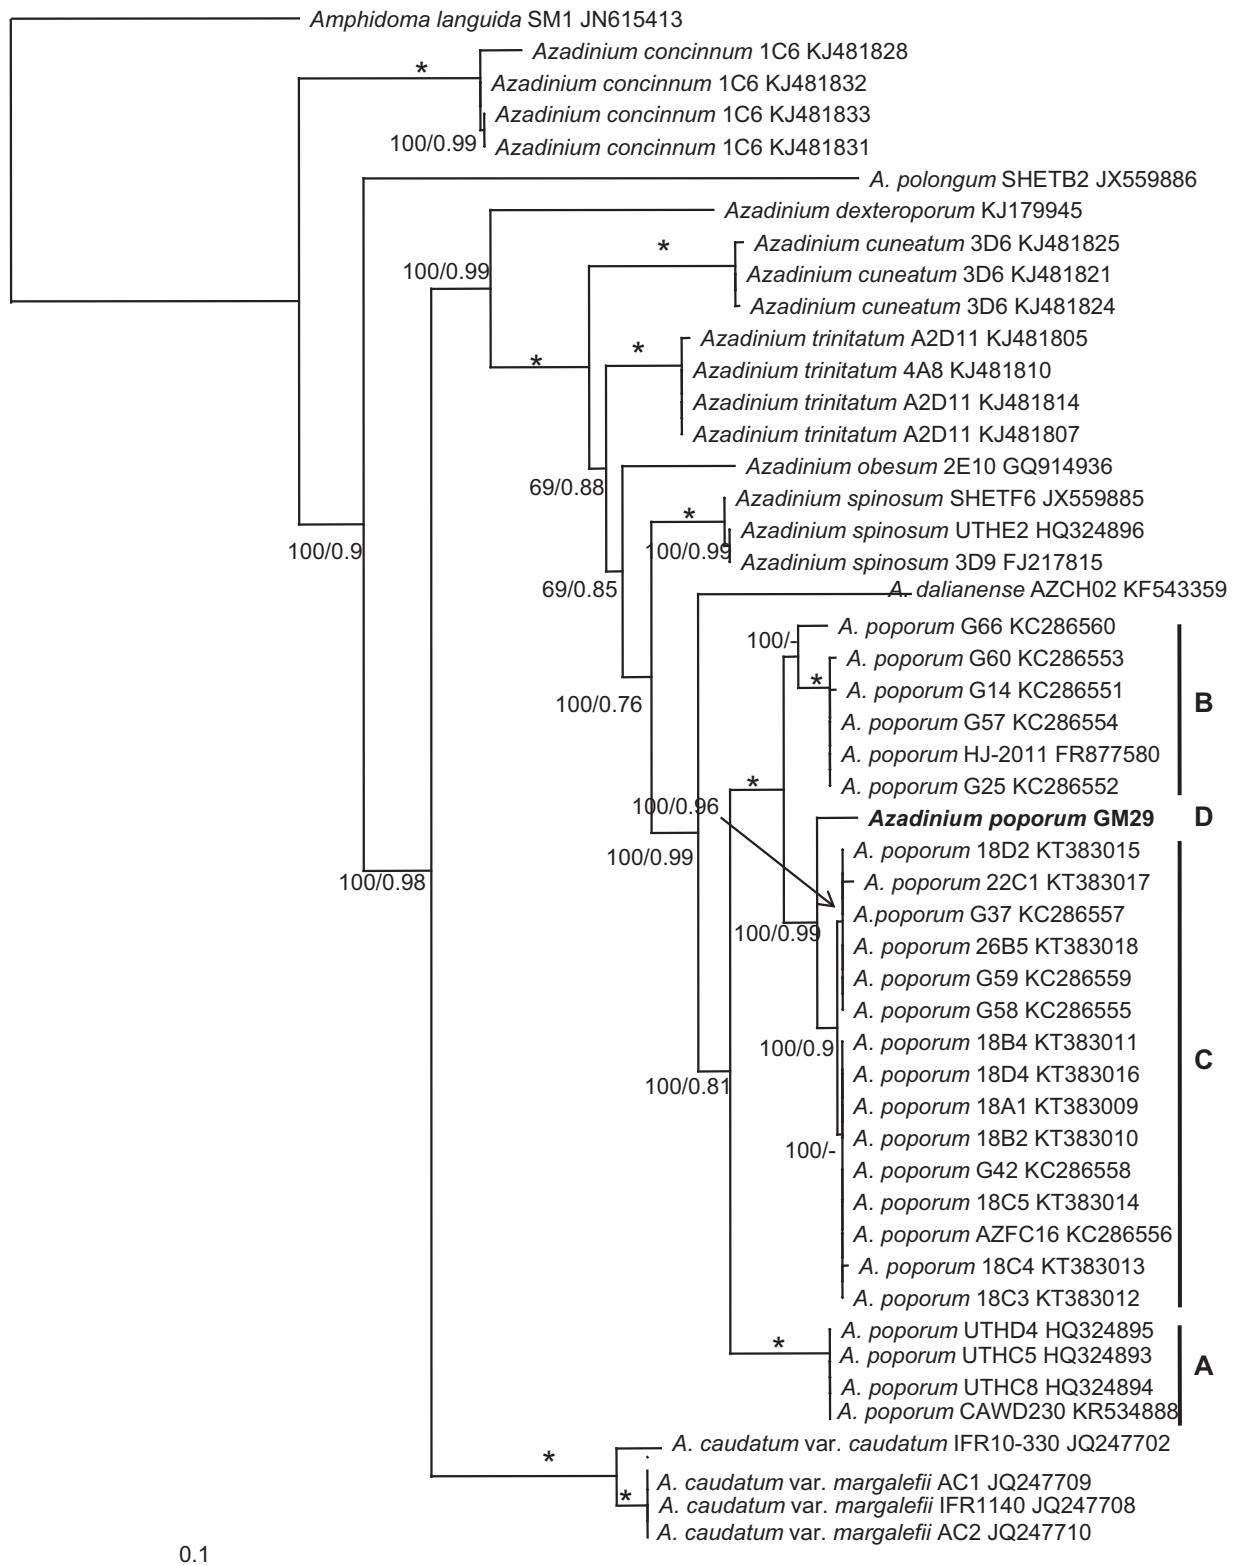 Amphidoma languida SM1 JN615413
Azadinium concinnum 1C6 KJ481828
*
Azadinium concinnum 1C6 KJ481832
Azadinium concinnum 1C6 KJ481833
100/0.99
Azadinium concinnum 1C6 KJ481831
A. polongum SHETB2 JX559886
Azadinium dexteroporum KJ179945
*
Azadinium cuneatum 3D6 KJ481825
100/0.99
Azadinium cuneatum 3D6 KJ481821
Azadinium cuneatum 3D6 KJ481824
Azadinium trinitatum A2D11 KJ481805
*
*
Azadinium trinitatum 4A8 KJ481810
Azadinium trinitatum A2D11 KJ481814
Azadinium trinitatum A2D11 KJ481807
Azadinium obesum 2E10 GQ914936
69/0.88
Azadinium spinosum SHETF6 JX559885
*
Azadinium spinosum UTHE2 HQ324896
100/0.9
100/0.99
Azadinium spinosum 3D9 FJ217815
69/0.85
A. dalianense AZCH02 KF543359
A. poporum G66 KC286560
100/-
A. poporum G60 KC286553
*
A. poporum G14 KC286551
100/0.76
B
A. poporum G57 KC286554
A. poporum HJ-2011 FR877580
*
A. poporum G25 KC286552
100/0.96
Azadinium poporum GM29
D
A. poporum 18D2 KT383015
100/0.99
100/0.98
A. poporum 22C1 KT383017
A.poporum G37 KC286557
100/0.99
A. poporum 26B5 KT383018
A. poporum G59 KC286559
A. poporum G58 KC286555
100/0.9
A. poporum 18B4 KT383011
C
A. poporum 18D4 KT383016
100/0.81
A. poporum 18A1 KT383009
A. poporum 18B2 KT383010
100/-
A. poporum G42 KC286558
A. poporum 18C5 KT383014
A. poporum AZFC16 KC286556
A. poporum 18C4 KT383013
A. poporum 18C3 KT383012
A. poporum UTHD4 HQ324895
*
A. poporum UTHC5 HQ324893
A
A. poporum UTHC8 HQ324894
A. poporum CAWD230 KR534888
A. caudatum var. caudatum IFR10-330 JQ247702
*
A. caudatum var. margalefii AC1 JQ247709
*
A. caudatum var. margalefii IFR1140 JQ247708
A. caudatum var. margalefii AC2 JQ247710
0.1